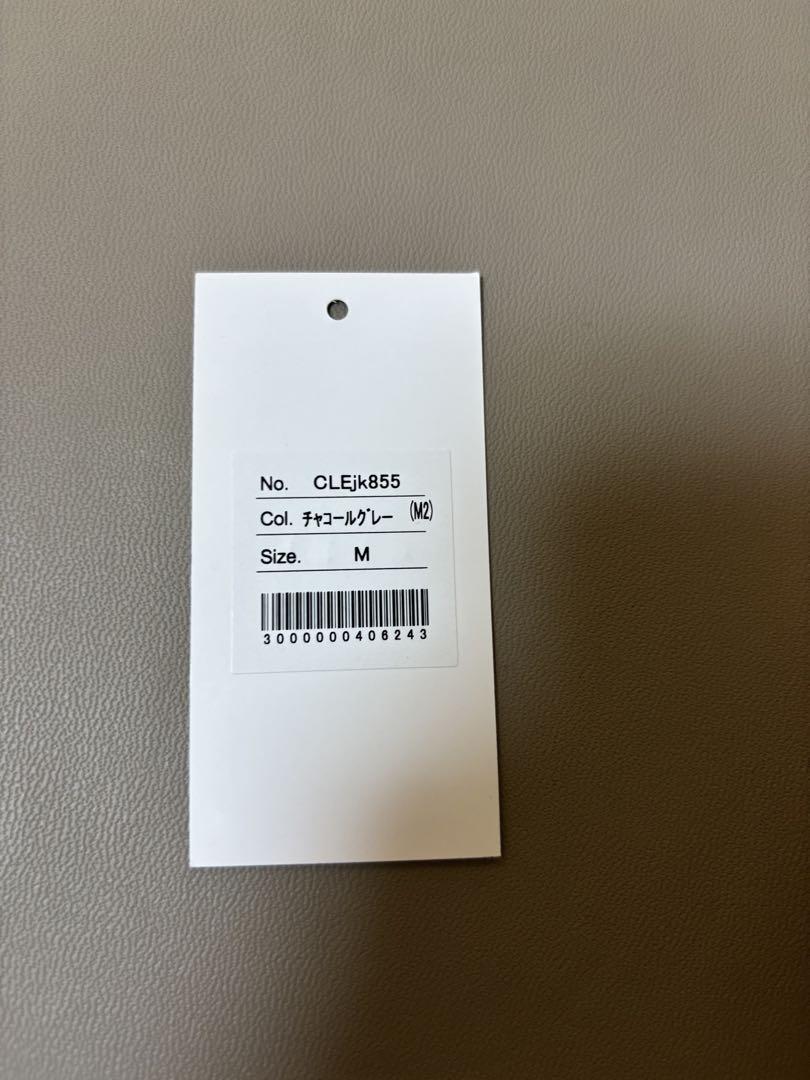 No. CLEjk855
Col. ﾁｬｺｰﾙｸﾞﾚｰ (M2)
Size. M
3000000406243